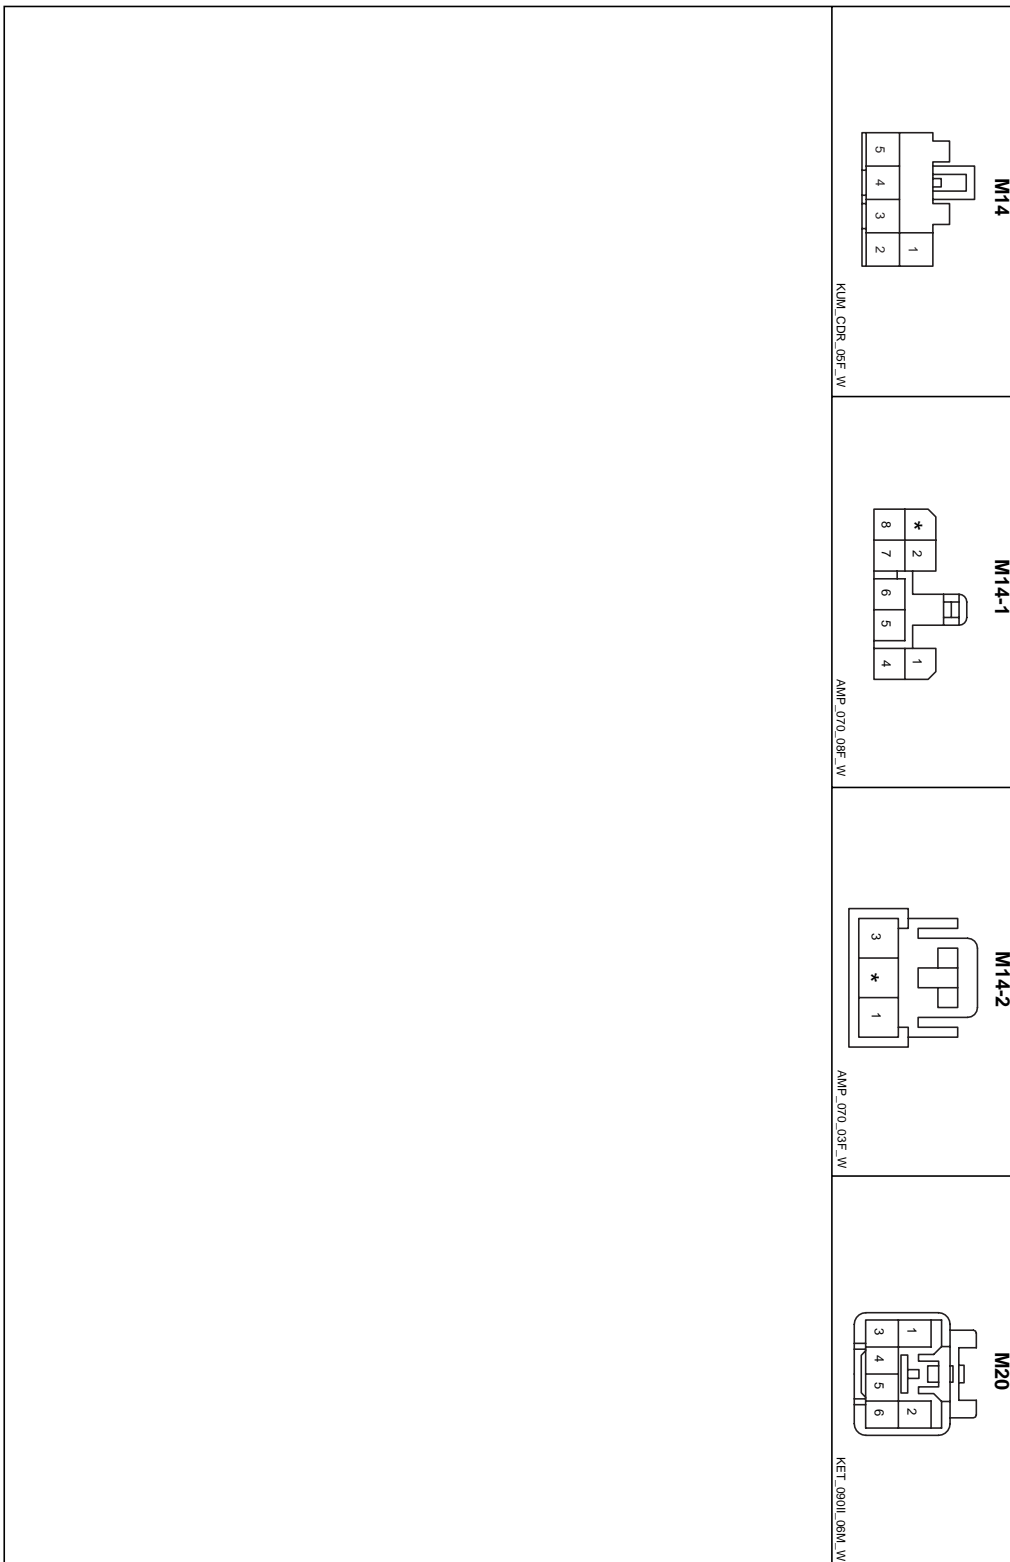 M14
1
5 4 3 2
KUM_CDR_05F_W
M14-1
* 2 1
8 7 6 5 4
AMP_070_08F_W
M14-2
3 * 1
AMP_070_03F_W
M20
1 2
3 4 5 6
KET_090II_06M_W